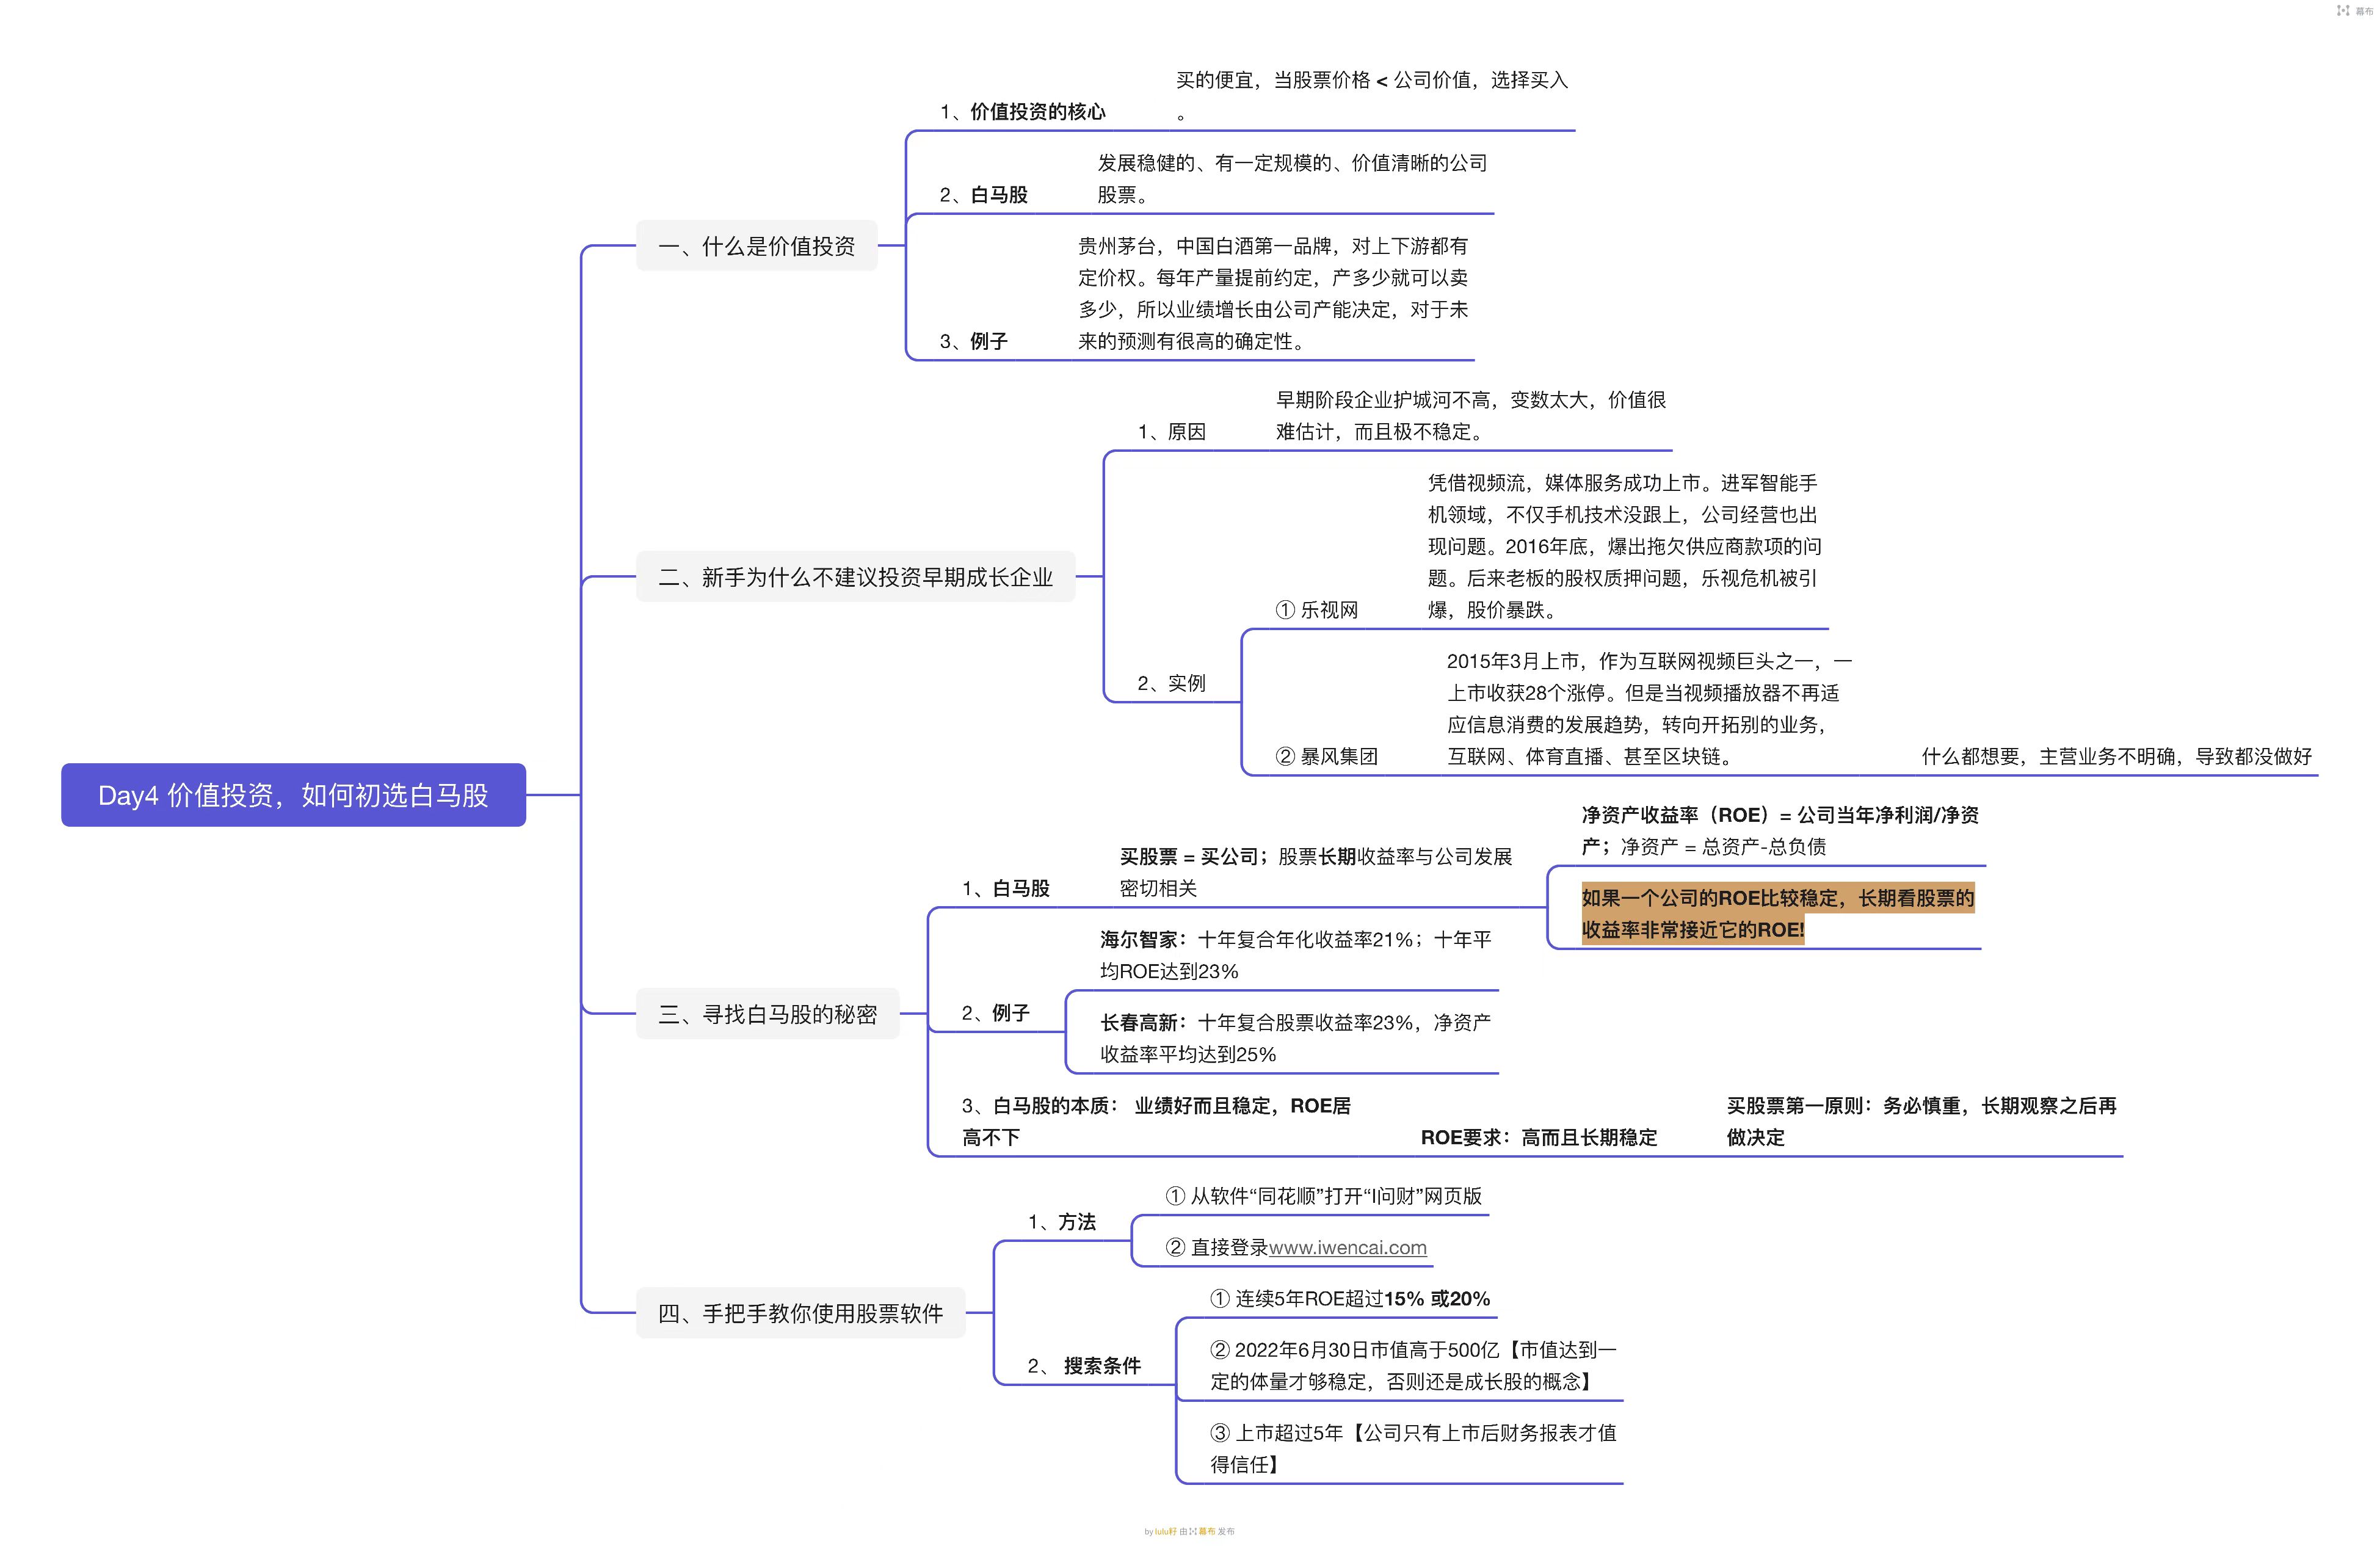 幕布
Day4 价值投资，如何初选白马股
一、什么是价值投资
1、价值投资的核心
买的便宜，当股票价格 < 公司价值，选择买入
。
2、白马股
发展稳健的、有一定规模的、价值清晰的公司
股票。
3、例子
贵州茅台，中国白酒第一品牌，对上下游都有
定价权。每年产量提前约定，产多少就可以卖
多少，所以业绩增长由公司产能决定，对于未
来的预测有很高的确定性。
二、新手为什么不建议投资早期成长企业
1、原因
早期阶段企业护城河不高，变数太大，价值很
难估计，而且极不稳定。
2、实例
① 乐视网
凭借视频流，媒体服务成功上市。进军智能手
机领域，不仅手机技术没跟上，公司经营也出
现问题。2016年底，爆出拖欠供应商款项的问
题。后来老板的股权质押问题，乐视危机被引
爆，股价暴跌。
② 暴风集团
2015年3月上市，作为互联网视频巨头之一，一
上市收获28个涨停。但是当视频播放器不再适
应信息消费的发展趋势，转向开拓别的业务，
互联网、体育直播、甚至区块链。
什么都想要，主营业务不明确，导致都没做好
三、寻找白马股的秘密
1、白马股
买股票 = 买公司；股票长期收益率与公司发展
密切相关
净资产收益率（ROE）= 公司当年净利润/净资
产；净资产 = 总资产-总负债
如果一个公司的ROE比较稳定，长期看股票的
收益率非常接近它的ROE!
2、例子
海尔智家：十年复合年化收益率21%；十年平
均ROE达到23%
长春高新：十年复合股票收益率23%，净资产
收益率平均达到25%
3、白马股的本质： 业绩好而且稳定，ROE居
高不下
ROE要求：高而且长期稳定
买股票第一原则：务必慎重，长期观察之后再
做决定
四、手把手教你使用股票软件
1、方法
① 从软件“同花顺”打开“I问财”网页版
② 直接登录www.iwencai.com
2、 搜索条件
① 连续5年ROE超过15% 或20%
② 2022年6月30日市值高于500亿【市值达到一
定的体量才够稳定，否则还是成长股的概念】
③ 上市超过5年【公司只有上市后财务报表才值
得信任】
by lulu籽 由 幕布 发布